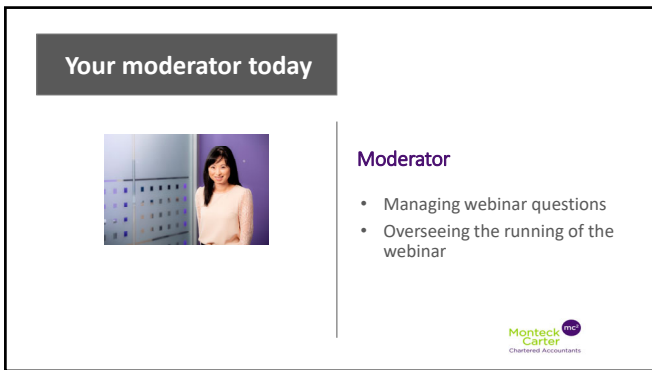 Your moderator today
Moderator
• Managing webinar questions
• Overseeing the running of the
webinar
Monteck
mc²
Carter
Chartered Accountants